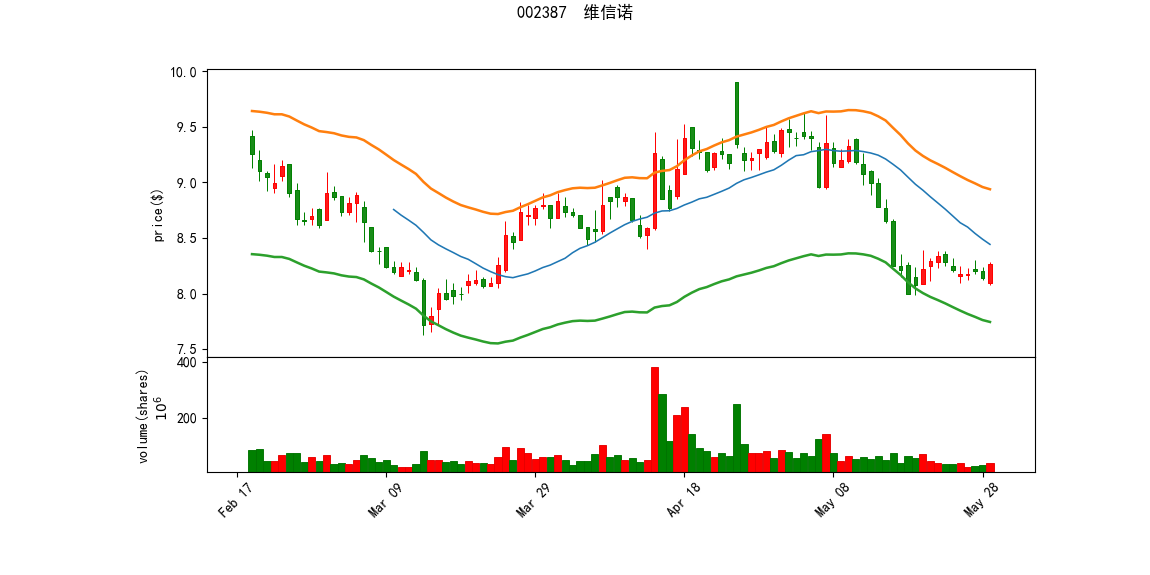 002387 维信诺
10.0
9.5
9.0
8.5
8.0
7.5
price($)
400
200
volume(shares)
10^6
Feb 17
Mar 09
Mar 29
Apr 18
May 08
May 28